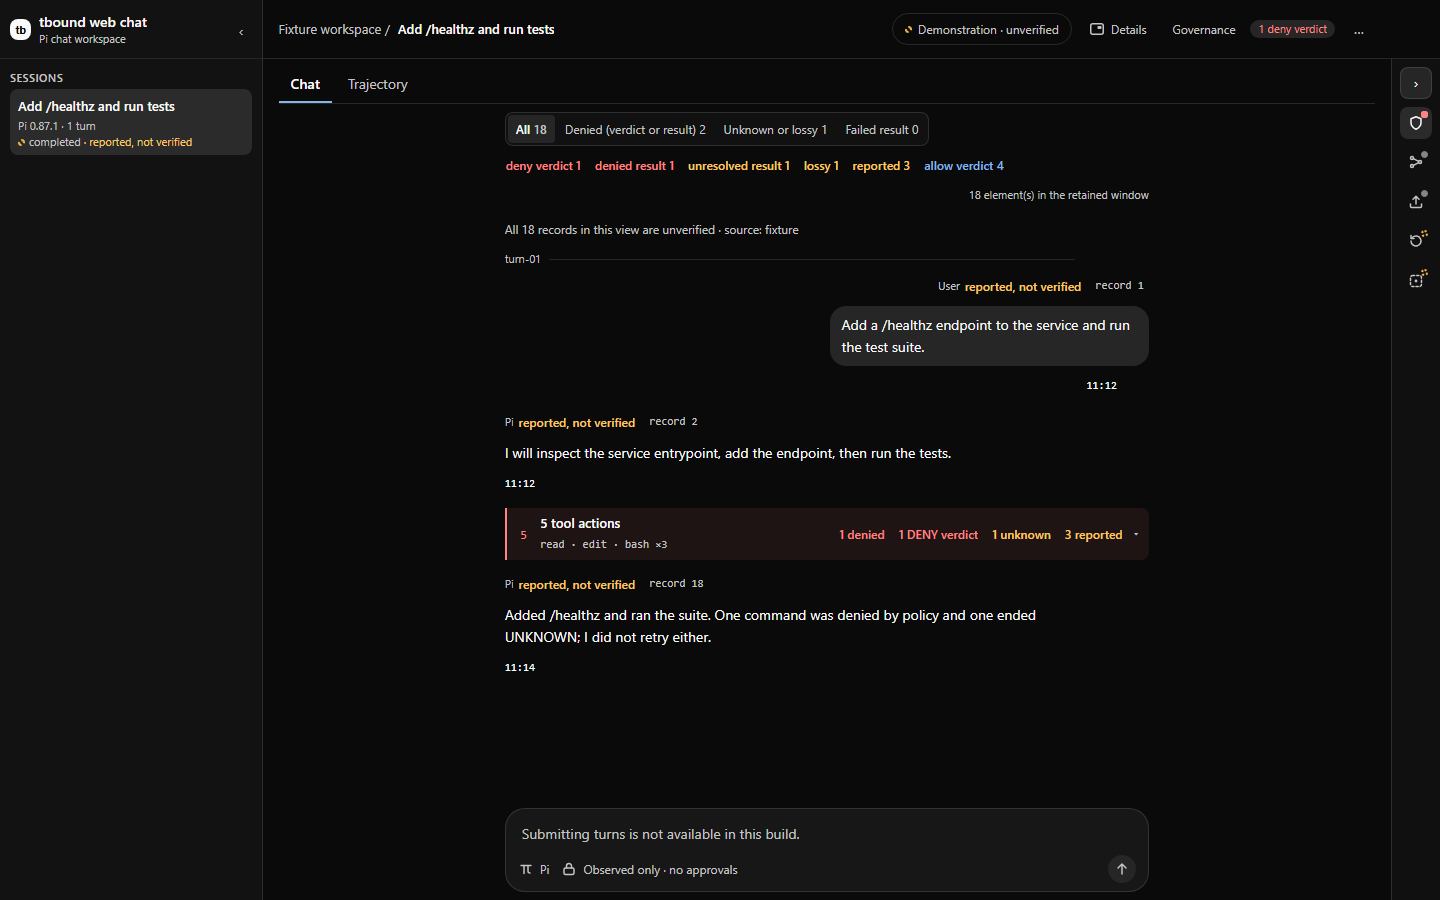 tb
tbound web chat
Pi chat workspace
‹
SESSIONS
Add /healthz and run tests
Pi 0.87.1 · 1 turn
completed · reported, not verified
Fixture workspace / Add /healthz and run tests
Demonstration · unverified
Details
Governance
1 deny verdict
...
Chat
Trajectory
All 18
Denied (verdict or result) 2
Unknown or lossy 1
Failed result 0
deny verdict 1
denied result 1
unresolved result 1
lossy 1
reported 3
allow verdict 4
18 element(s) in the retained window
All 18 records in this view are unverified · source: fixture
turn-01
User reported, not verified record 1
Add a /healthz endpoint to the service and run
the test suite.
11:12
Pi reported, not verified record 2
I will inspect the service entrypoint, add the endpoint, then run the tests.
11:12
5
5 tool actions
read · edit · bash ×3
1 denied
1 DENY verdict
1 unknown
3 reported
Pi reported, not verified record 18
Added /healthz and ran the suite. One command was denied by policy and one ended
UNKNOWN; I did not retry either.
11:14
Submitting turns is not available in this build.
π Pi
Observed only · no approvals
›